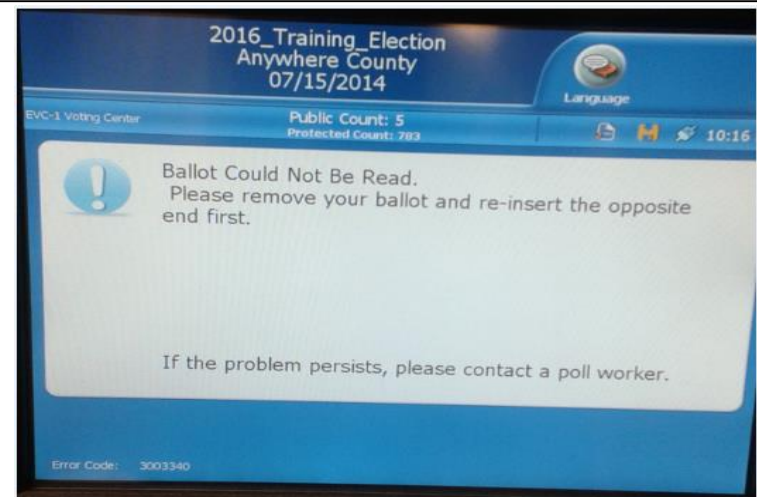 2016_Training_Election
Anywhere County
07/15/2014
Language
EVC-1 Voting Center
Public Count: 5
Protected Count: 783
10:16
Ballot Could Not Be Read.
Please remove your ballot and re-insert the opposite
end first.
If the problem persists, please contact a poll worker.
Error Code: 3003340